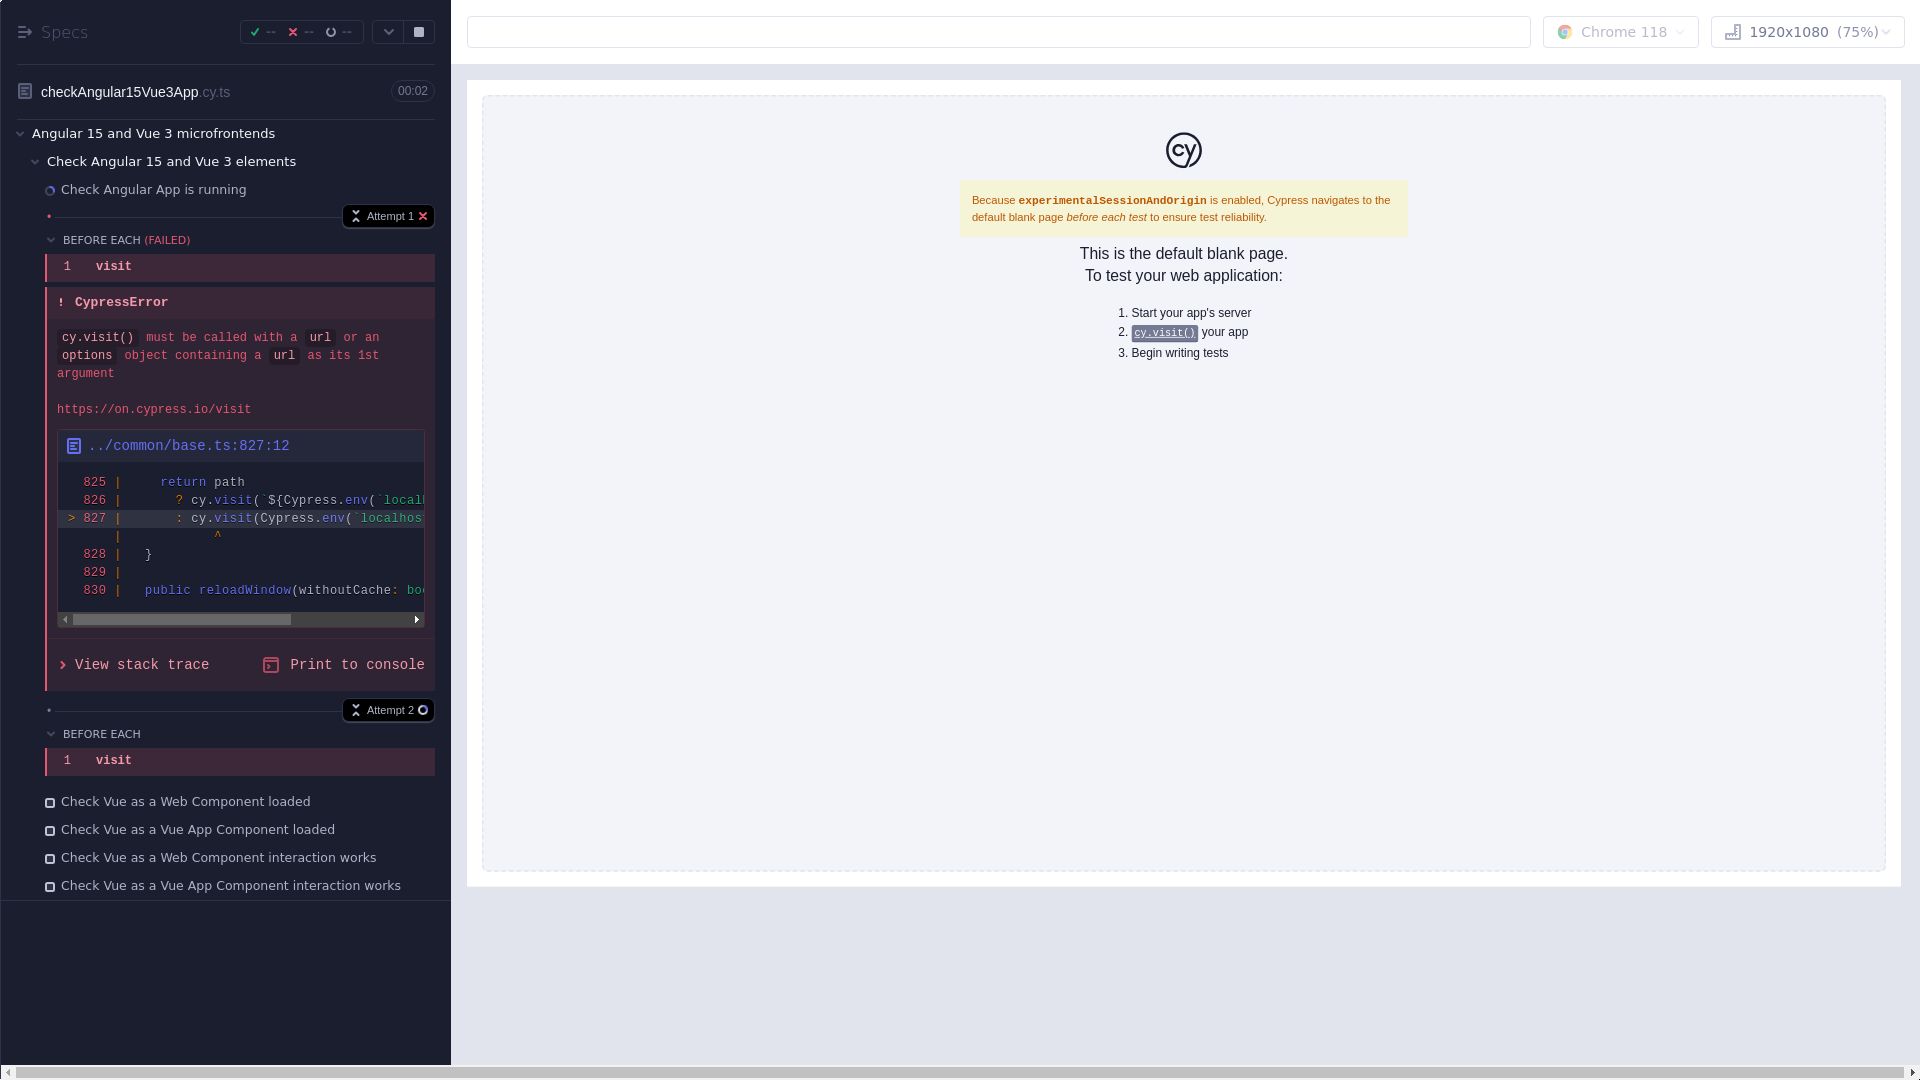 Specs
--
--
--
checkAngular15Vue3App.cy.ts
00:02
Angular 15 and Vue 3 microfrontends
Check Angular 15 and Vue 3 elements
Check Angular App is running
Attempt 1
BEFORE EACH (FAILED)
1 visit
! CypressError
cy.visit() must be called with a url or an
options object containing a url as its 1st
argument
https://on.cypress.io/visit
../common/base.ts:827:12
825 | return path
826 | ? cy.visit(`${Cypress.env(`local
> 827 | : cy.visit(Cypress.env(`localhos
| ^
828 | }
829 |
830 | public reloadWindow(withoutCache: bo
View stack trace
Print to console
Attempt 2
BEFORE EACH
1 visit
Check Vue as a Web Component loaded
Check Vue as a Vue App Component loaded
Check Vue as a Web Component interaction works
Check Vue as a Vue App Component interaction works
Chrome 118
1920x1080 (75%)
cy
Because experimentalSessionAndOrigin is enabled, Cypress navigates to the
default blank page before each test to ensure test reliability.
This is the default blank page.
To test your web application:
1. Start your app's server
2. cy.visit() your app
3. Begin writing tests